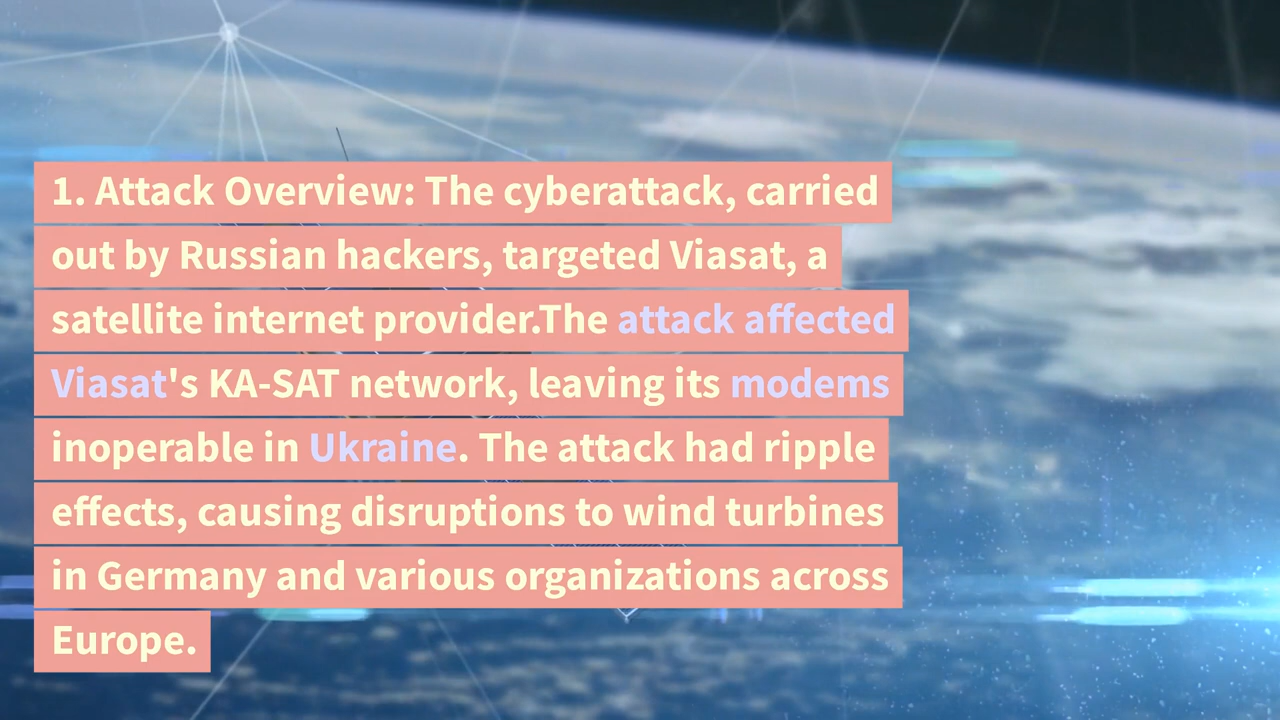 1. Attack Overview: The cyberattack, carried
out by Russian hackers, targeted Viasat, a
satellite internet provider.The attack affected
Viasat's KA-SAT network, leaving its modems
inoperable in Ukraine. The attack had ripple
effects, causing disruptions to wind turbines
in Germany and various organizations across
Europe.